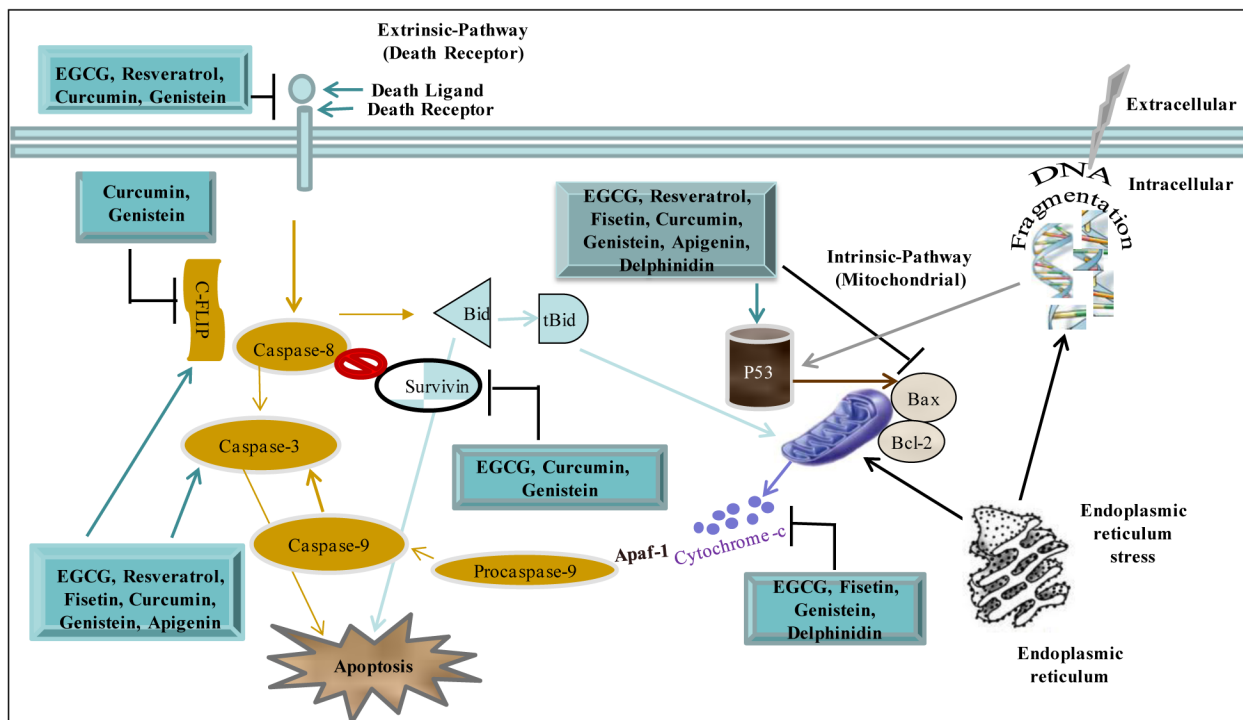 Extrinsic-Pathway
(Death Receptor)
EGCG, Resveratrol,
Curcumin, Genistein
Death Ligand
Death Receptor
Extracellular
Intracellular
DNA
Fragmentation
Curcumin,
Genistein
EGCG, Resveratrol,
Fisetin, Curcumin,
Genistein, Apigenin,
Delphinidin
Intrinsic-Pathway
(Mitochondrial)
C-FLIP
Bid
tBid
Caspase-8
Survivin
P53
Bax
Bcl-2
Caspase-3
EGCG, Curcumin,
Genistein
Caspase-9
Procaspase-9
Apaf-1
Cytochrome-c
Endoplasmic
reticulum
stress
EGCG, Resveratrol,
Fisetin, Curcumin,
Genistein, Apigenin
EGCG, Fisetin,
Genistein,
Delphinidin
Apoptosis
Endoplasmic
reticulum